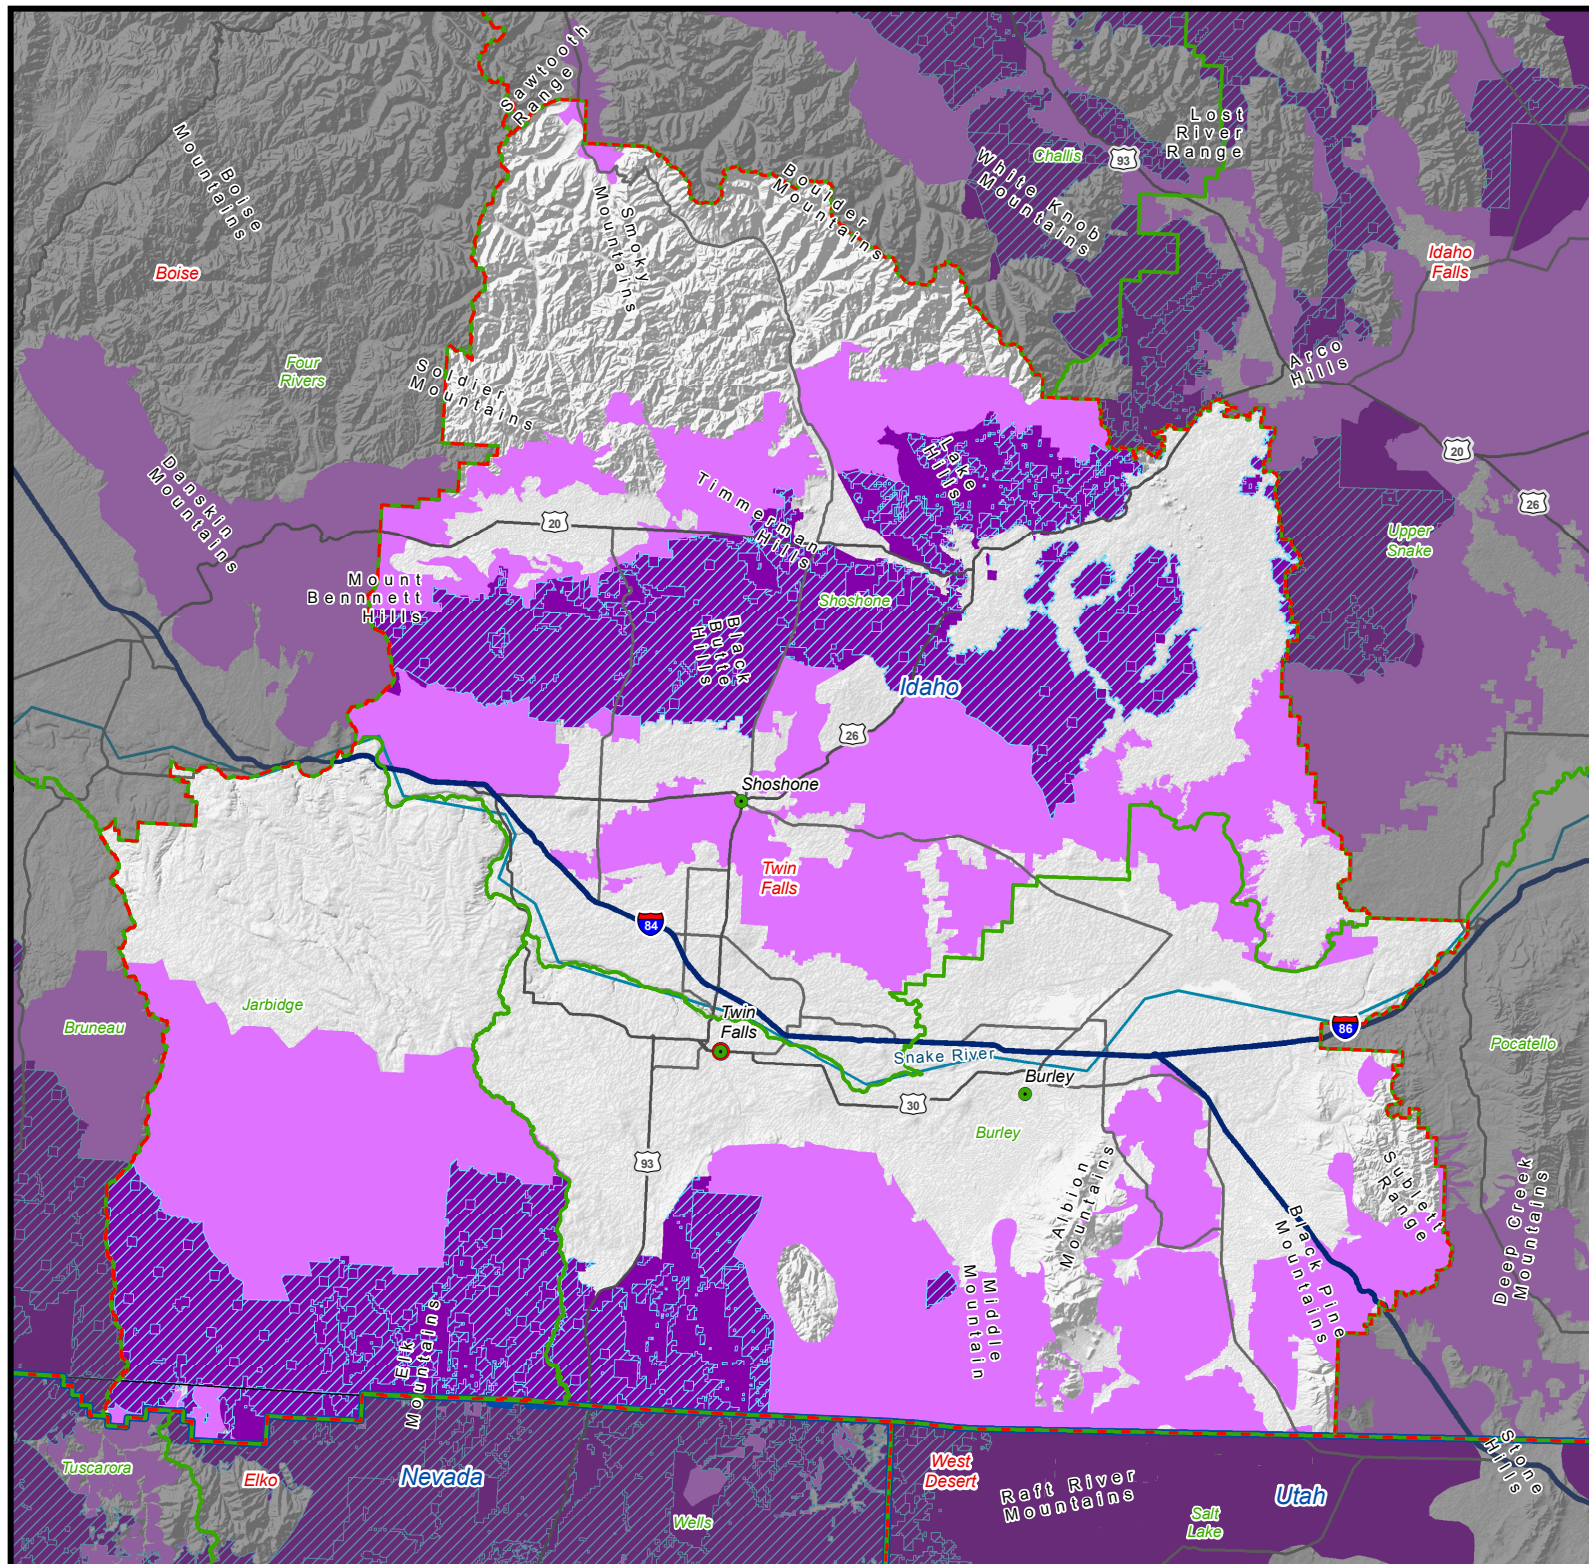 Sawtooth
Range
Boise
Mountains
Boise
Smoky
Mountains
Boulder
Mountains
White Knob
Mountains
Challis
93
Lost
River
Range
Idaho
Falls
Four
Rivers
Soldier
Mountains
Arco
Hills
Danskin
Mountains
Lake
Hills
20
26
Timmerman
Hills
20
Upper
Snake
Mount
Bennnett
Hills
Shoshone
Black
Butte
Hills
Idaho
26
Shoshone
Twin
Falls
84
Jarbidge
Bruneau
Twin
Falls
Snake River
86
Pocatello
Burley
30
Burley
93
Albion
Mountains
Sublett
Range
Deep Creek
Mountains
Black Pine
Mountains
Middle
Mountain
Elk
Mountains
Tuscarora
Elko
Nevada
Wells
West
Desert
Raft River
Mountains
Salt
Lake
Utah
Stone
Hills